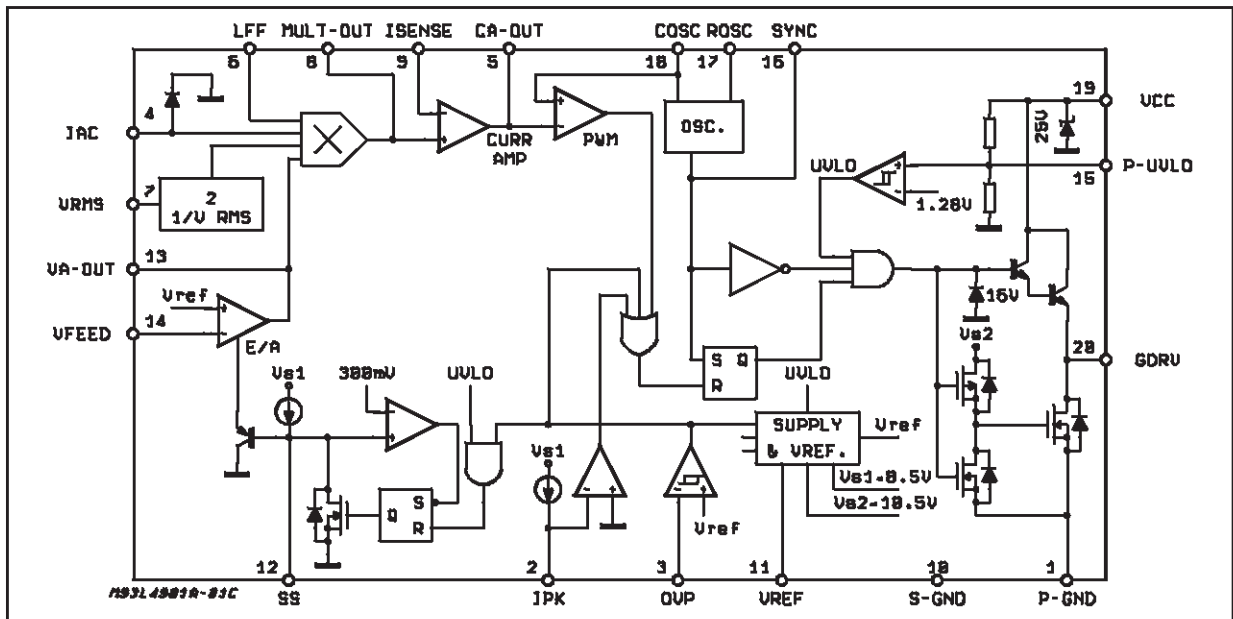 LFF MULT-OUT ISENSE CA-OUT COSC ROSC SYNC
6 8 9 5 18 17 16
4
IAC
7
VRMS
2
1/V RMS
CURR
AMP
PWM
OSC.
19
VCC
25V
UVLO
15
P-UVLO
1.28V
13
VA-OUT
Vref
14
VFEED
E/A
15V
Vs2
20
GDRV
Vs1
300mV
UVLO
S Q
R
UVLO
SUPPLY
& VREF.
Vref
Vs1-8.5V
Vs2-10.5V
Vs1
Q S
R
Vref
12 2 3 11 10 1
M93L4981A-01C
SS IPK OVP VREF S-GND P-GND